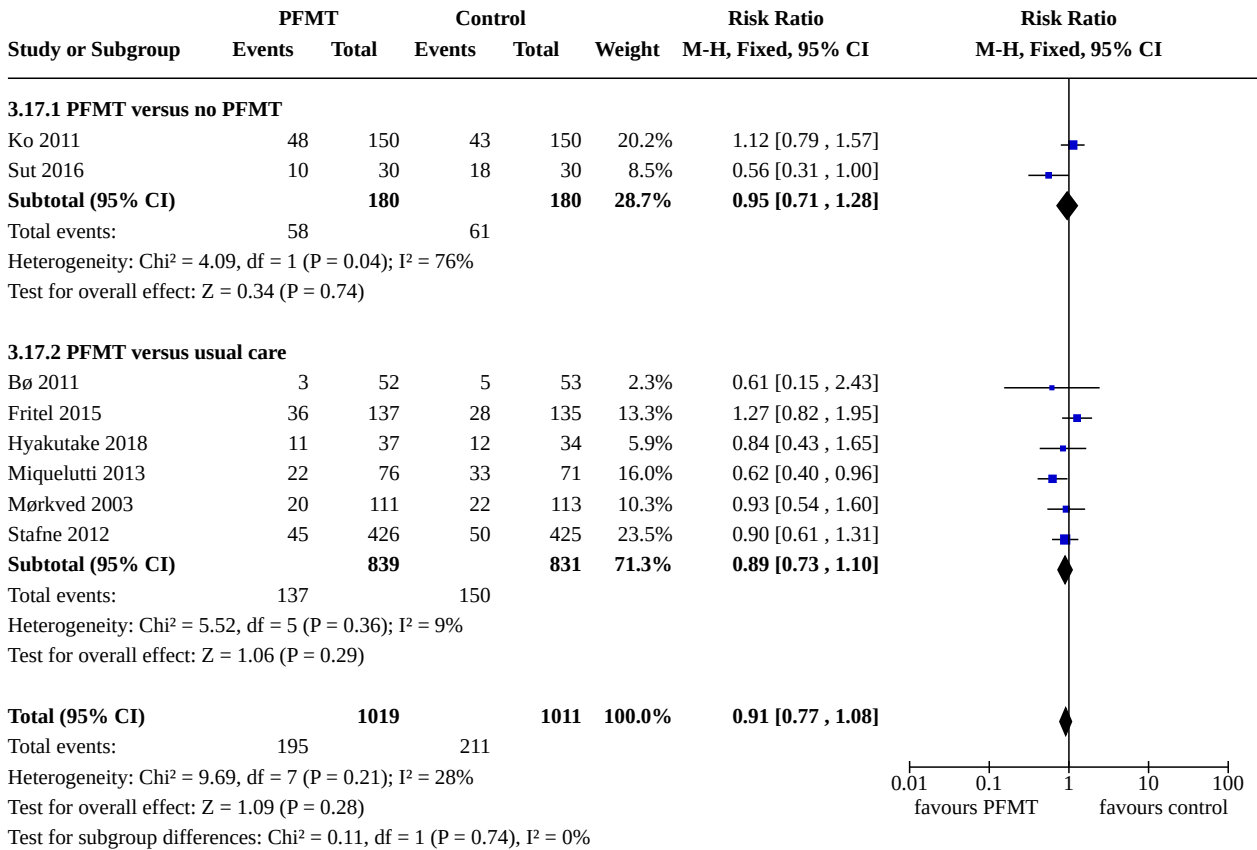 PFMT Control Risk Ratio Risk Ratio
Study or Subgroup Events Total Events Total Weight M-H, Fixed, 95% CI M-H, Fixed, 95% CI
3.17.1 PFMT versus no PFMT
Ko 2011 48 150 43 150 20.2% 1.12 [0.79 , 1.57]
Sut 2016 10 30 18 30 8.5% 0.56 [0.31 , 1.00]
Subtotal (95% CI) 180 180 28.7% 0.95 [0.71 , 1.28]
Total events: 58 61
Heterogeneity: Chi² = 4.09, df = 1 (P = 0.04); I² = 76%
Test for overall effect: Z = 0.34 (P = 0.74)
3.17.2 PFMT versus usual care
Bø 2011 3 52 5 53 2.3% 0.61 [0.15 , 2.43]
Fritel 2015 36 137 28 135 13.3% 1.27 [0.82 , 1.95]
Hyakutake 2018 11 37 12 34 5.9% 0.84 [0.43 , 1.65]
Miquelutti 2013 22 76 33 71 16.0% 0.62 [0.40 , 0.96]
Mørkved 2003 20 111 22 113 10.3% 0.93 [0.54 , 1.60]
Stafne 2012 45 426 50 425 23.5% 0.90 [0.61 , 1.31]
Subtotal (95% CI) 839 831 71.3% 0.89 [0.73 , 1.10]
Total events: 137 150
Heterogeneity: Chi² = 5.52, df = 5 (P = 0.36); I² = 9%
Test for overall effect: Z = 1.06 (P = 0.29)
Total (95% CI) 1019 1011 100.0% 0.91 [0.77 , 1.08]
Total events: 195 211
Heterogeneity: Chi² = 9.69, df = 7 (P = 0.21); I² = 28%
0.01 0.1 1 10 100
Test for overall effect: Z = 1.09 (P = 0.28)
favours PFMT favours control
Test for subgroup differences: Chi² = 0.11, df = 1 (P = 0.74), I² = 0%